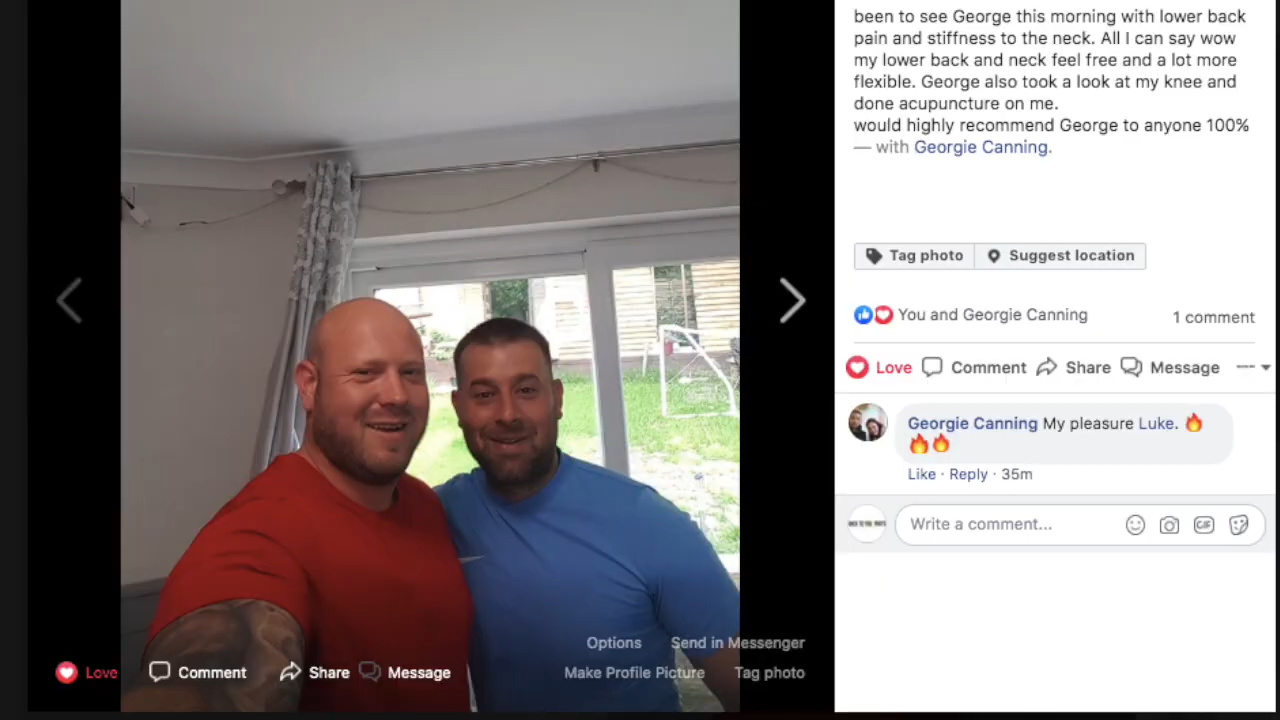 been to see George this morning with lower back
pain and stiffness to the neck. All I can say wow
my lower back and neck feel free and a lot more
flexible. George also took a look at my knee and
done acupuncture on me.
would highly recommend George to anyone 100%
— with Georgie Canning.
Tag photo Suggest location
You and Georgie Canning 1 comment
Love Comment Share Message
Georgie Canning My pleasure Luke. 🔥
🔥🔥
Like · Reply · 35m
Write a comment... GIF
Options Send in Messenger
Love Comment Share Message Make Profile Picture Tag photo